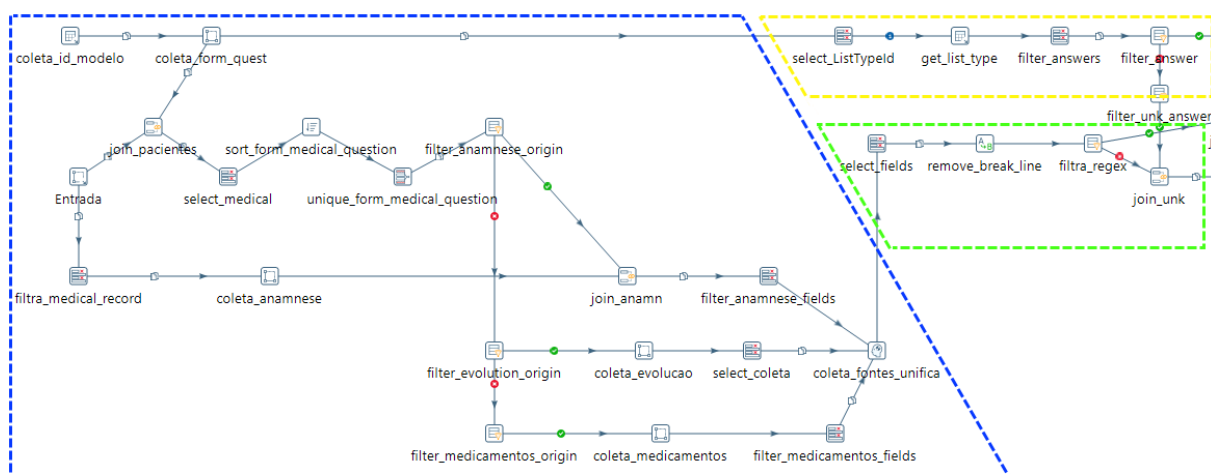 coleta_id_modelo
coleta_form_quest
select_ListTypeId
get_list_type
filter_answers
filter_answer
filter_unk_answer
join_pacientes
sort_form_medical_question
filter_anamnese_origin
select_fields
remove_break_line
filtra_regex
Entrada
select_medical
unique_form_medical_question
join_unk
filtra_medical_record
coleta_anamnese
join_anamn
filter_anamnese_fields
filter_evolution_origin
coleta_evolucao
select_coleta
coleta_fontes_unifica
filter_medicamentos_origin
coleta_medicamentos
filter_medicamentos_fields